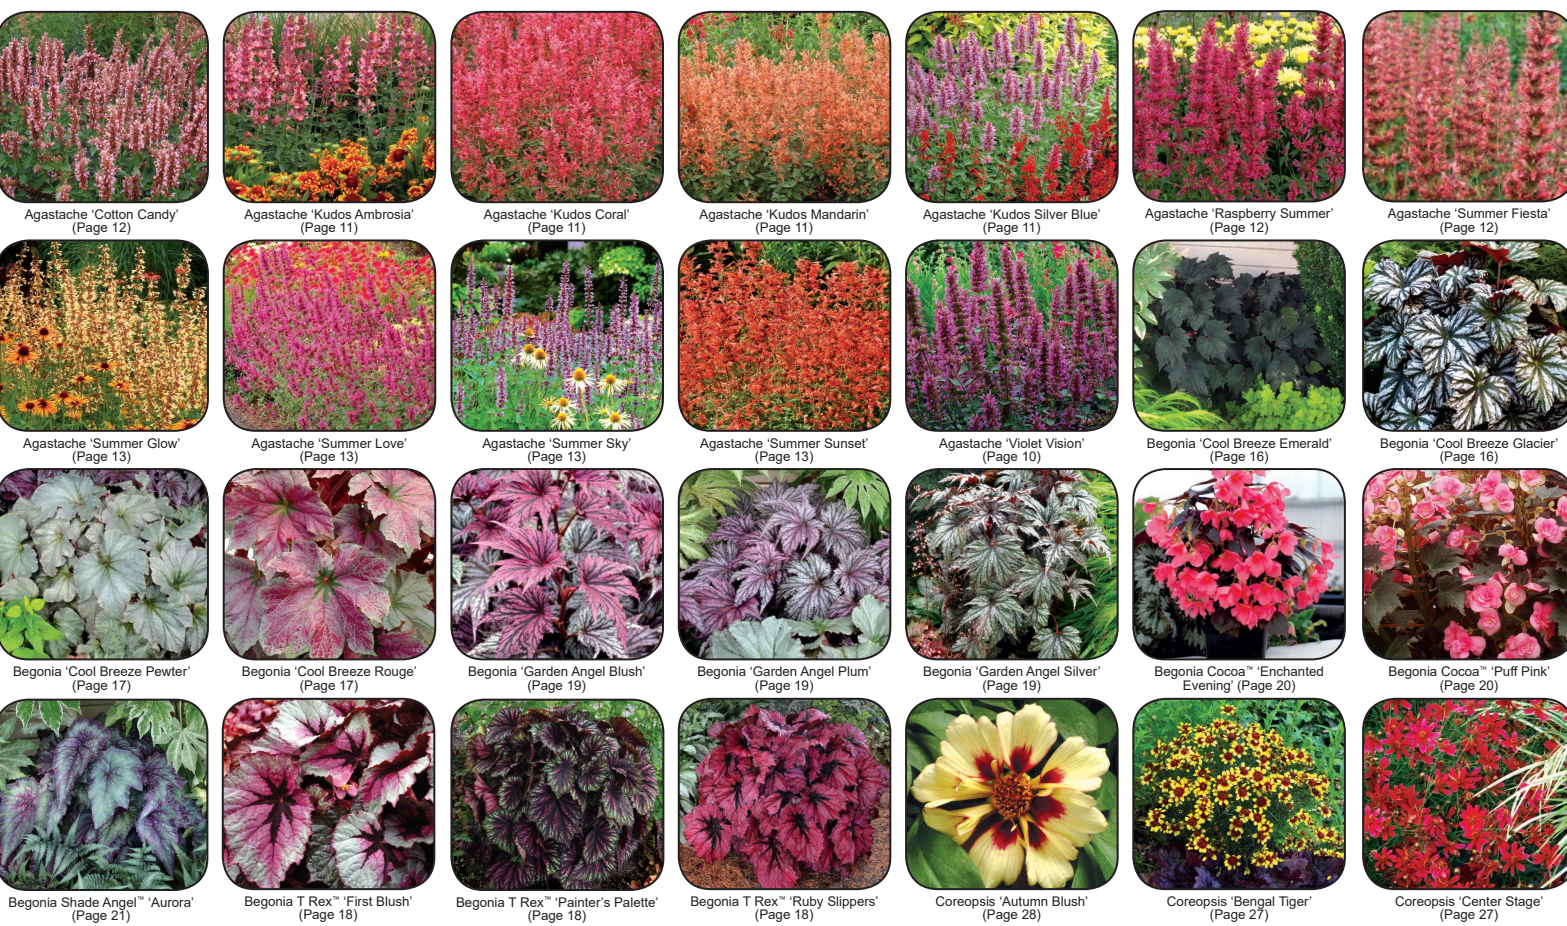 Agastache ‘Cotton Candy’
(Page 12)
Agastache ‘Kudos Ambrosia’
(Page 11)
Agastache ‘Kudos Coral’
(Page 11)
Agastache ‘Kudos Mandarin’
(Page 11)
Agastache ‘Kudos Silver Blue’
(Page 11)
Agastache ‘Raspberry Summer’
(Page 12)
Agastache ‘Summer Fiesta’
(Page 12)
Agastache ‘Summer Glow’
(Page 13)
Agastache ‘Summer Love’
(Page 13)
Agastache ‘Summer Sky’
(Page 13)
Agastache ‘Summer Sunset’
(Page 13)
Agastache ‘Violet Vision’
(Page 10)
Begonia ‘Cool Breeze Emerald’
(Page 16)
Begonia ‘Cool Breeze Glacier’
(Page 16)
Begonia ‘Cool Breeze Pewter’
(Page 17)
Begonia ‘Cool Breeze Rouge’
(Page 17)
Begonia ‘Garden Angel Blush’
(Page 19)
Begonia ‘Garden Angel Plum’
(Page 19)
Begonia ‘Garden Angel Silver’
(Page 19)
Begonia Cocoa™ ‘Enchanted
Evening’ (Page 20)
Begonia Cocoa™ ‘Puff Pink’
(Page 20)
Begonia Shade Angel™ ‘Aurora’
(Page 21)
Begonia T Rex™ ‘First Blush’
(Page 18)
Begonia T Rex™ ‘Painter’s Palette’
(Page 18)
Begonia T Rex™ ‘Ruby Slippers’
(Page 18)
Coreopsis ‘Autumn Blush’
(Page 28)
Coreopsis ‘Bengal Tiger’
(Page 27)
Coreopsis ‘Center Stage’
(Page 27)